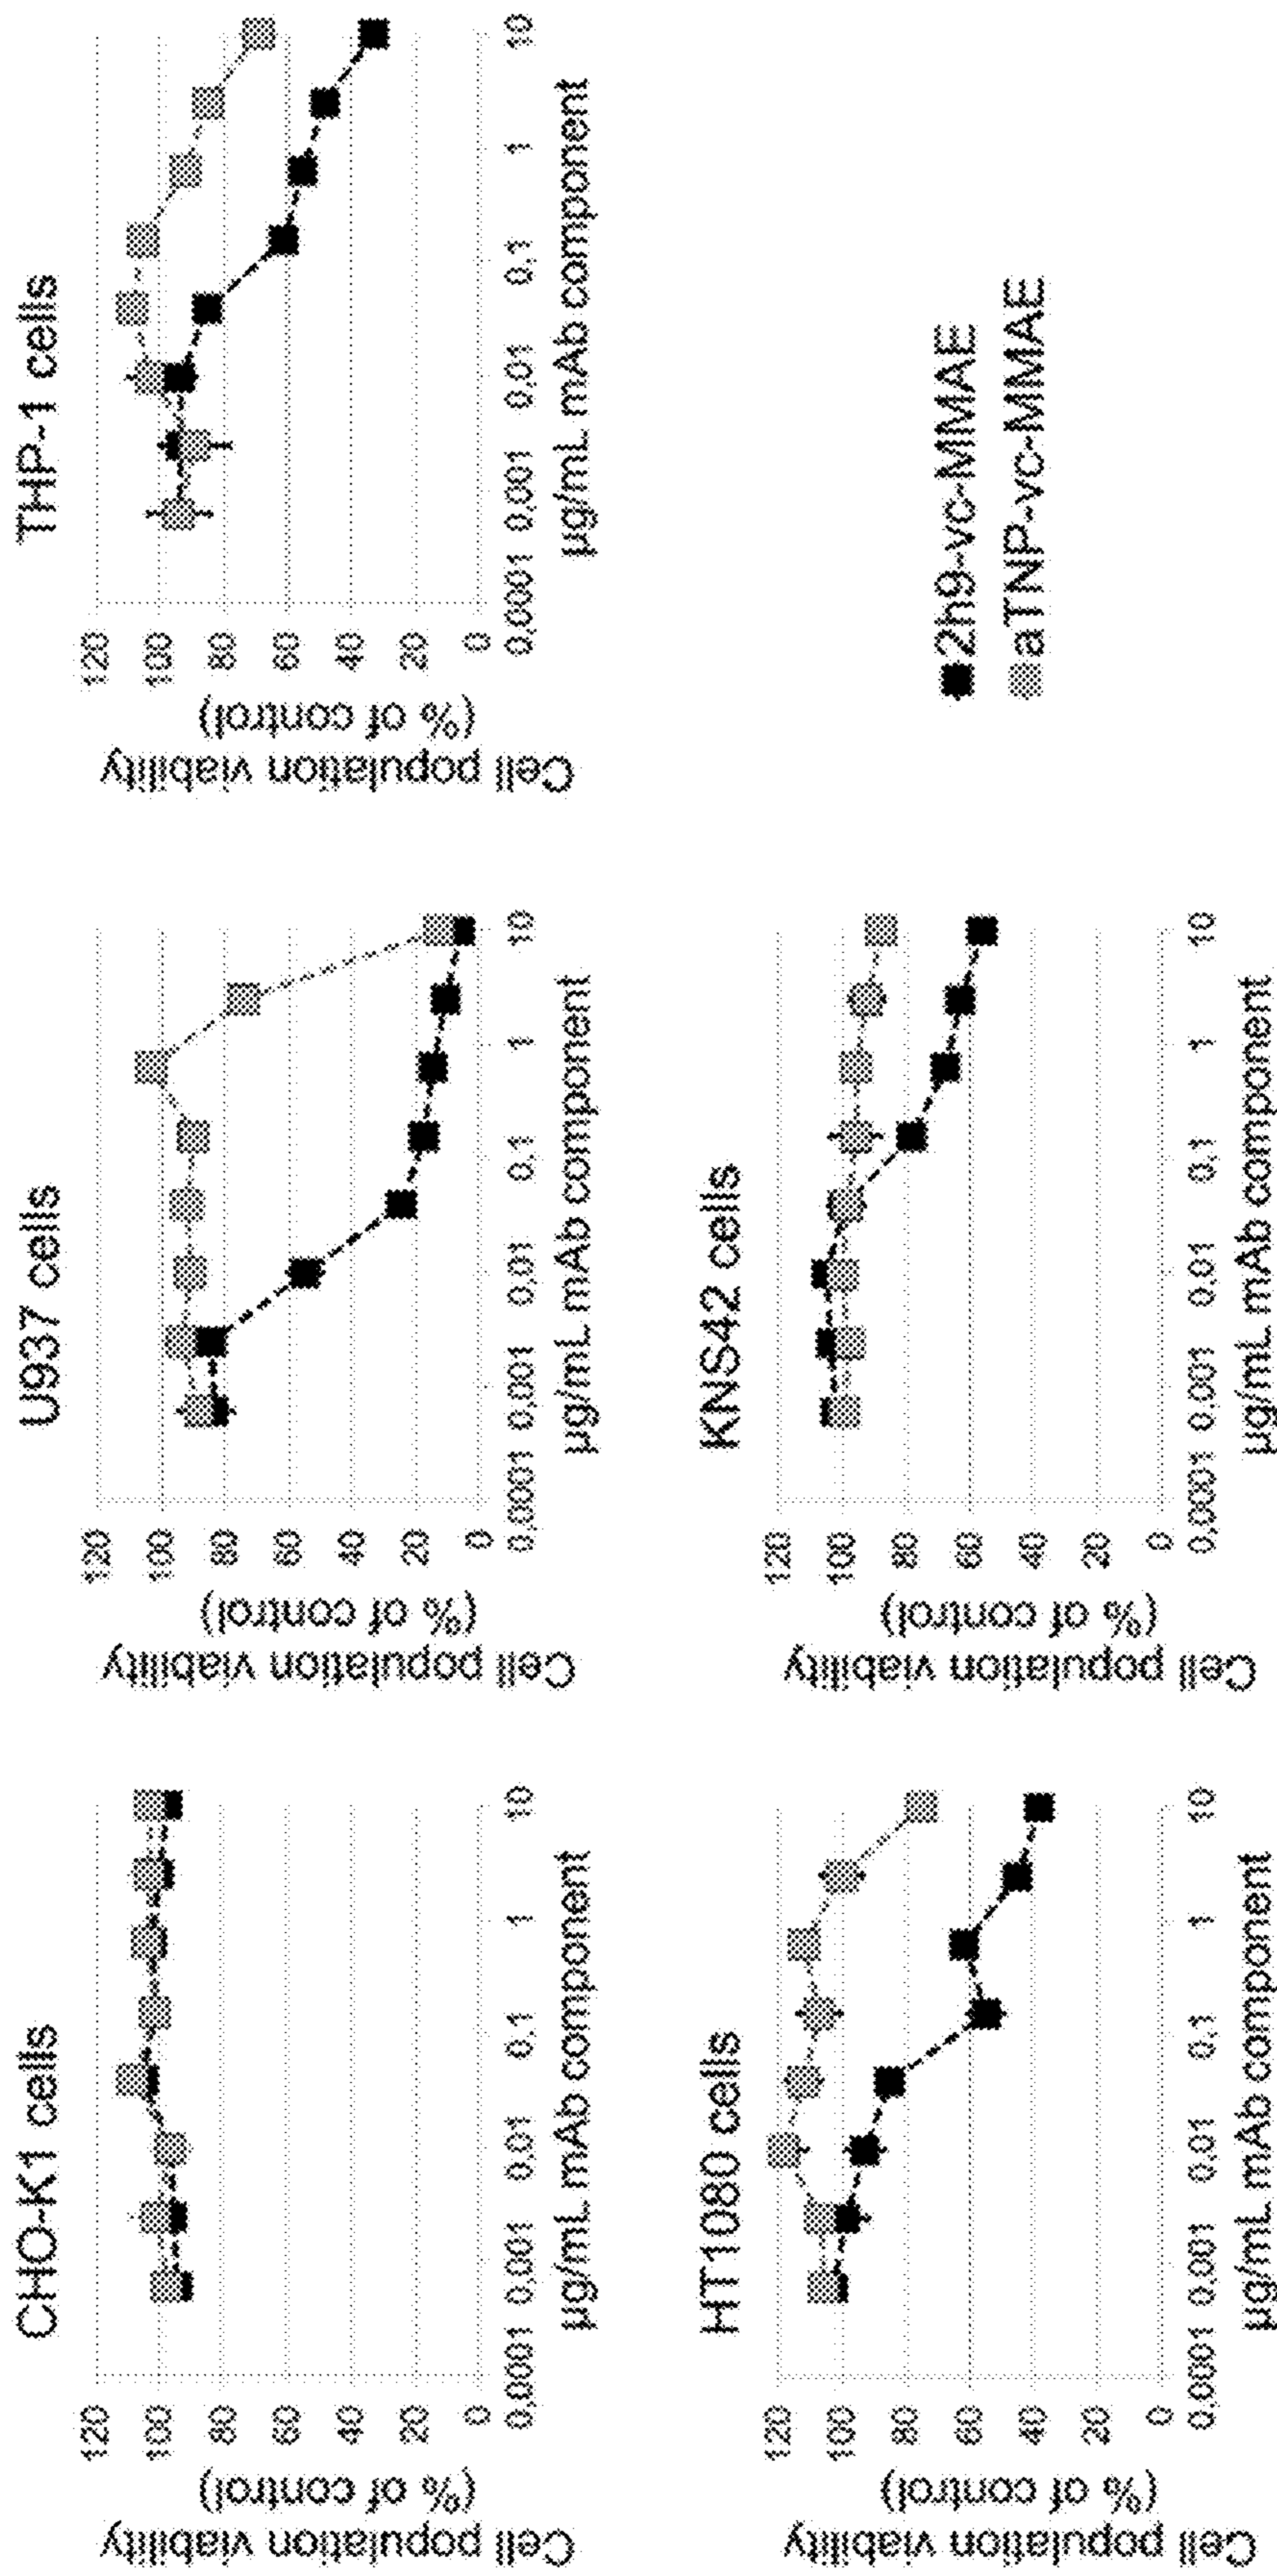 CHO-K1 cells
Cell population viability
(% of control)
120
100
80
60
40
20
0
0,0001 0,001 0,01 0,1 1 10
µg/mL mAb component
U937 cells
Cell population viability
(% of control)
120
100
80
60
40
20
0
0,0001 0,001 0,01 0,1 1 10
µg/mL mAb component
THP-1 cells
Cell population viability
(% of control)
120
100
80
60
40
20
0
0,0001 0,001 0,01 0,1 1 10
µg/mL mAb component
HT1080 cells
Cell population viability
(% of control)
120
100
80
60
40
20
0
0,0001 0,001 0,01 0,1 1 10
µg/mL mAb component
KNS42 cells
Cell population viability
(% of control)
120
100
80
60
40
20
0
0,0001 0,001 0,01 0,1 1 10
µg/mL mAb component
2h9-vc-MMAE
aTNP-vc-MMAE